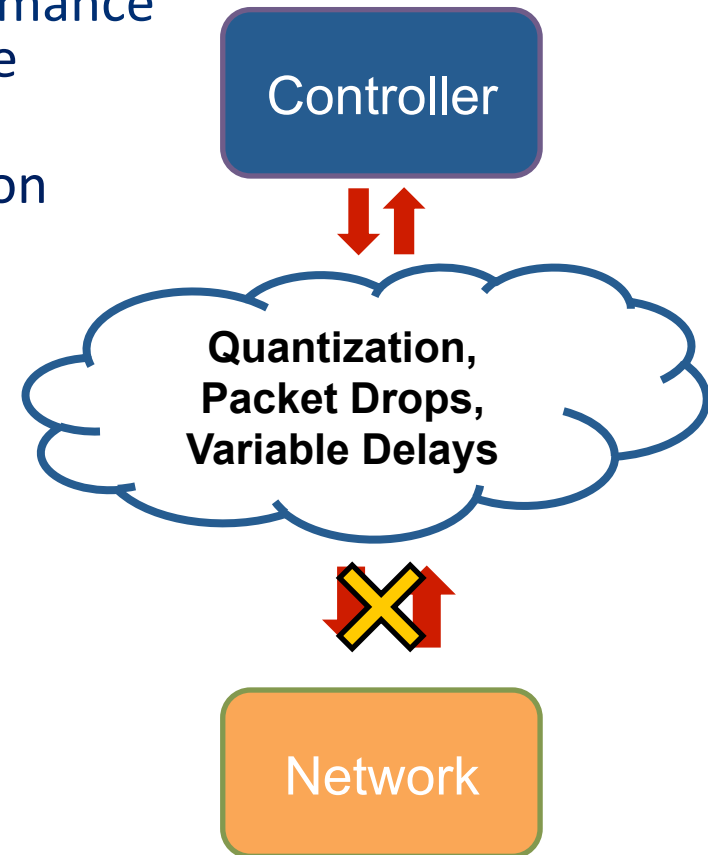 Controller
Quantization,
Packet Drops,
Variable Delays
Network